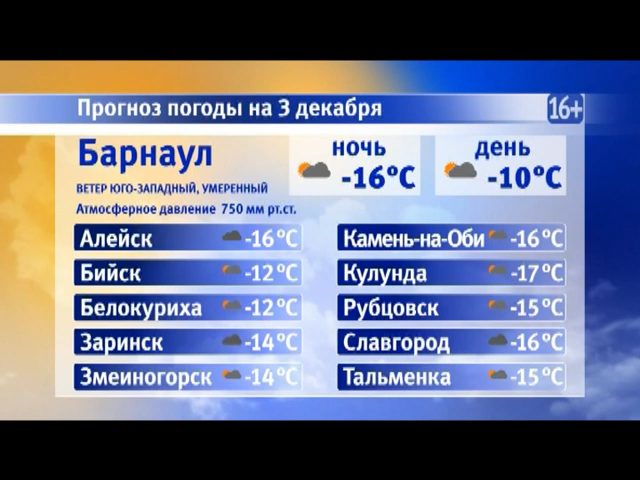 Прогноз погоды на 3 декабря 16+
Барнаул
ночь
-16°C
день
-10°C
ВЕТЕР ЮГО-ЗАПАДНЫЙ, УМЕРЕННЫЙ
Атмосферное давление 750 мм рт.ст.
Алейск -16°C
Бийск -12°C
Белокуриха -12°C
Заринск -14°C
Змеиногорск -14°C
Камень-на-Оби -16°C
Кулунда -17°C
Рубцовск -15°C
Славгород -16°C
Тальменка -15°C